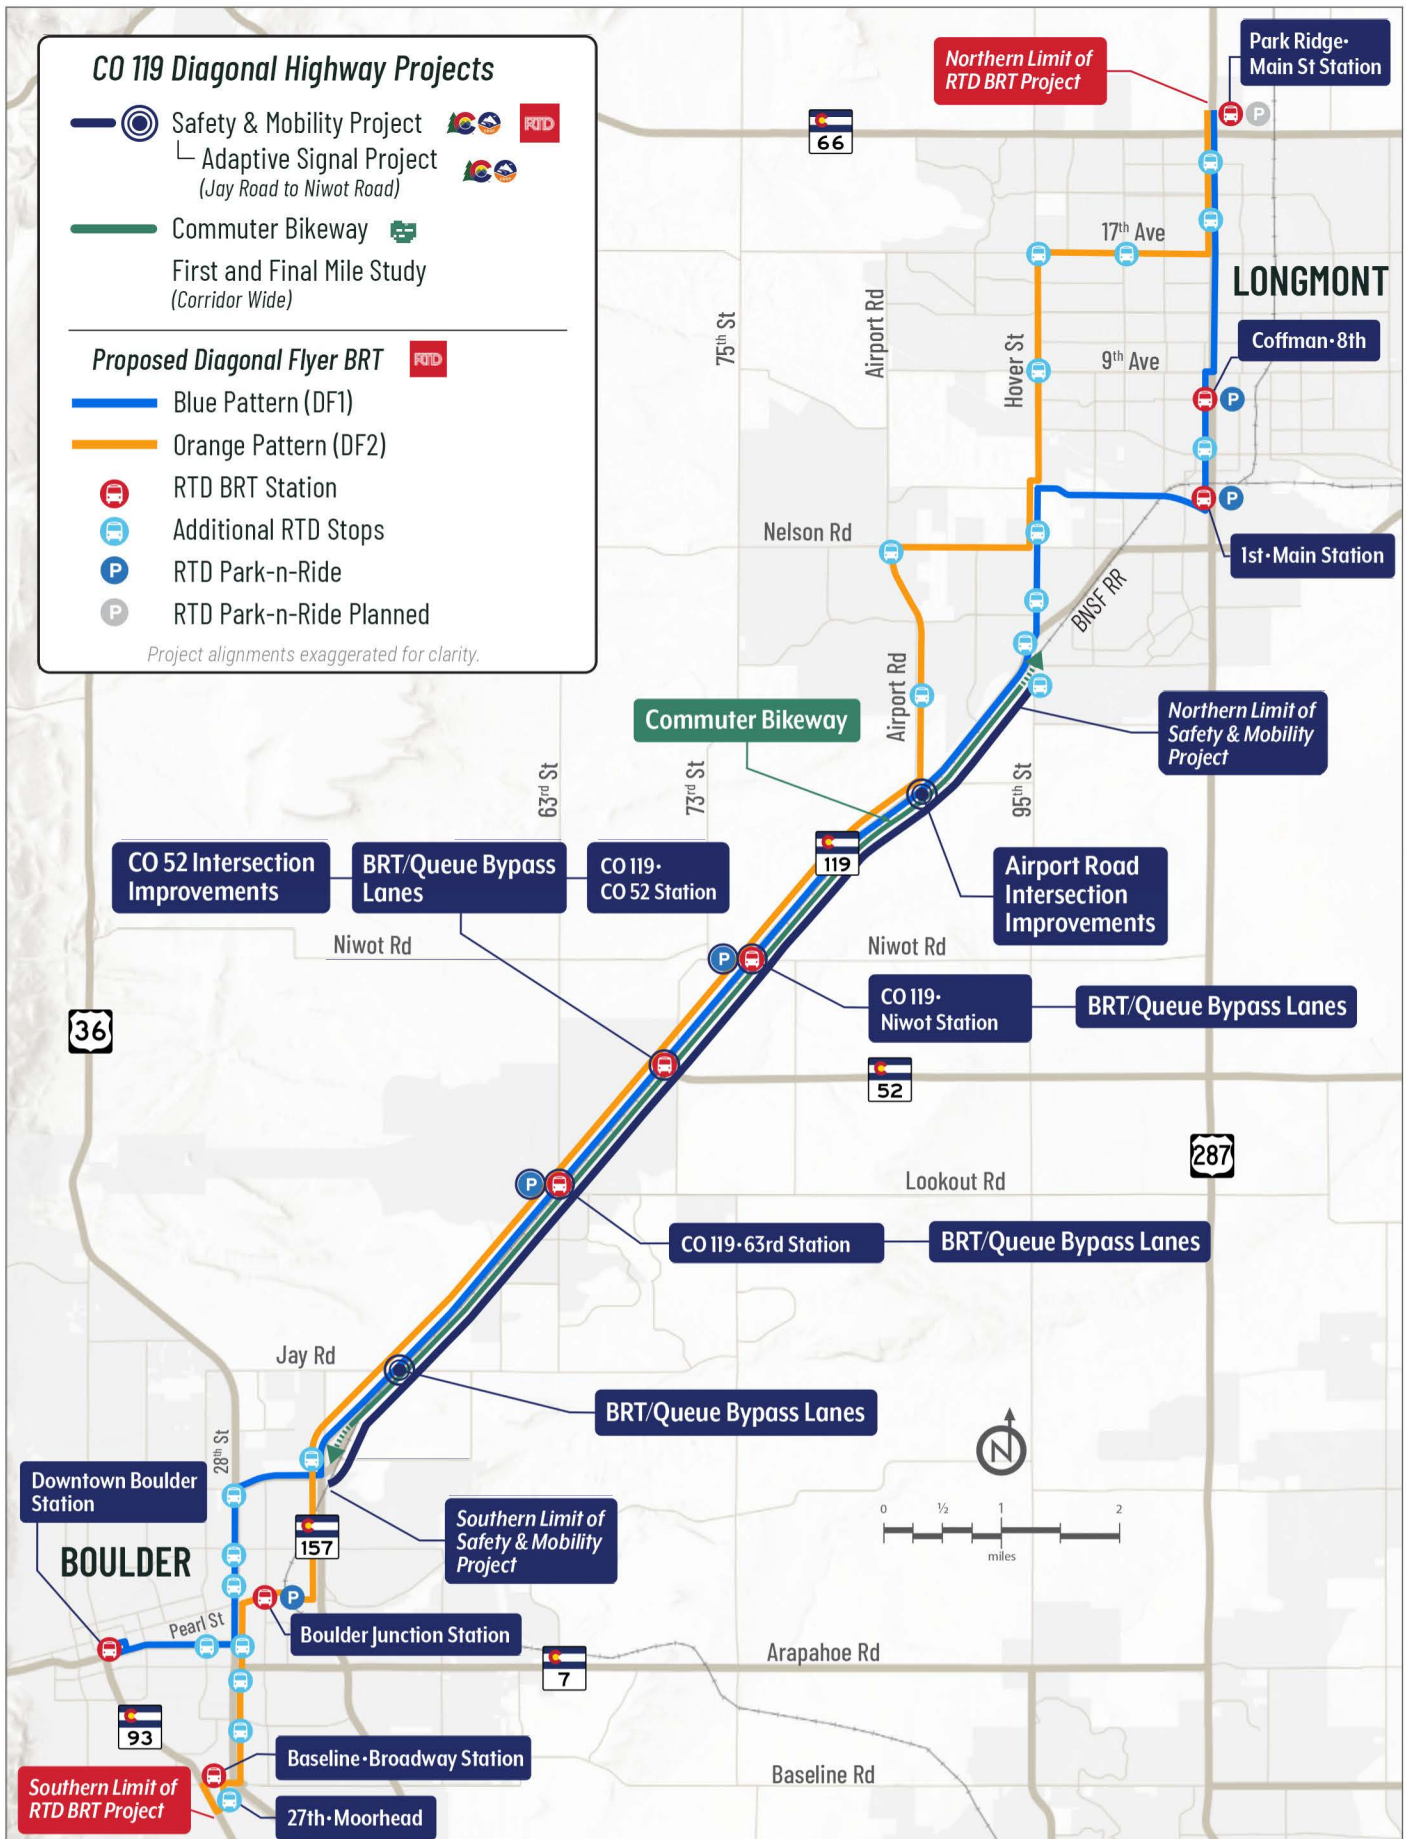 CO 119 Diagonal Highway Projects
Safety & Mobility Project
RTD
Adaptive Signal Project
(Jay Road to Niwot Road)
Commuter Bikeway
First and Final Mile Study
(Corridor Wide)
Proposed Diagonal Flyer BRT
RTD
Blue Pattern (DF1)
Orange Pattern (DF2)
RTD BRT Station
Additional RTD Stops
P
RTD Park-n-Ride
P
RTD Park-n-Ride Planned
Project alignments exaggerated for clarity.
Northern Limit of
RTD BRT Project
Park Ridge•
Main St Station
P
66
17th Ave
LONGMONT
75th St
Airport Rd
Hover St
9th Ave
Coffman•8th
P
P
Nelson Rd
1st•Main Station
BNSF RR
Airport Rd
Commuter Bikeway
Northern Limit of
Safety & Mobility
Project
63rd St
73rd St
95th St
119
CO 52 Intersection
Improvements
BRT/Queue Bypass
Lanes
CO 119•
CO 52 Station
Airport Road
Intersection
Improvements
Niwot Rd
Niwot Rd
P
CO 119•
Niwot Station
BRT/Queue Bypass Lanes
36
52
287
Lookout Rd
P
CO 119•63rd Station
BRT/Queue Bypass Lanes
Jay Rd
BRT/Queue Bypass Lanes
N
28th St
Downtown Boulder
Station
Southern Limit of
Safety & Mobility
Project
0 ½ 1 2
miles
157
BOULDER
P
Pearl St
Boulder Junction Station
Arapahoe Rd
7
93
Baseline•Broadway Station
Baseline Rd
Southern Limit of
RTD BRT Project
27th•Moorhead